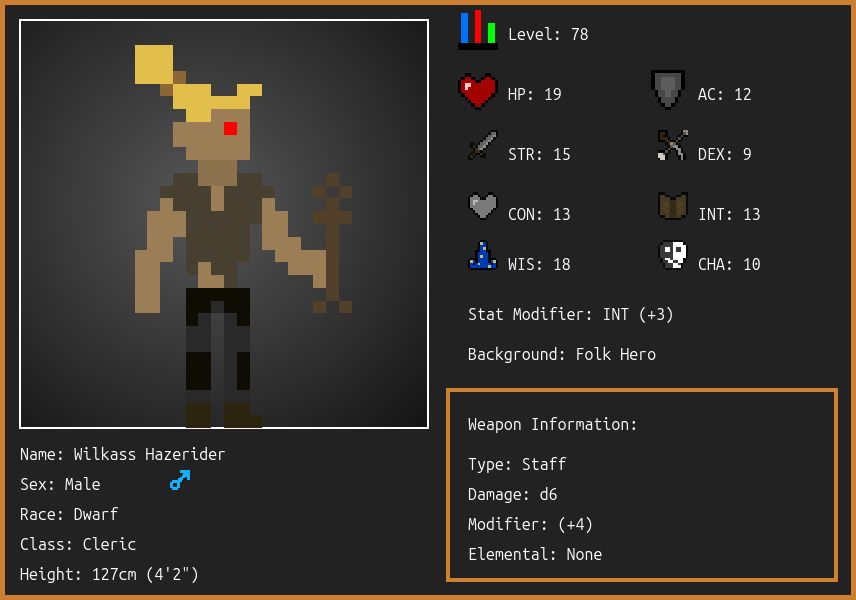 Level: 78
HP: 19
AC: 12
STR: 15
DEX: 9
CON: 13
INT: 13
WIS: 18
CHA: 10
Stat Modifier: INT (+3)
Background: Folk Hero
Weapon Information:
Type: Staff
Damage: d6
Modifier: (+4)
Elemental: None
Name: Wilkass Hazerider
Sex: Male
Race: Dwarf
Class: Cleric
Height: 127cm (4'2")